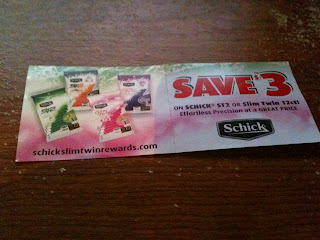 SAVE $3
ON SCHICK® ST2 OR Slim Twin 12ct!
Effortless Precision at a GREAT PRICE
Schick
schickslimtwinrewards.com